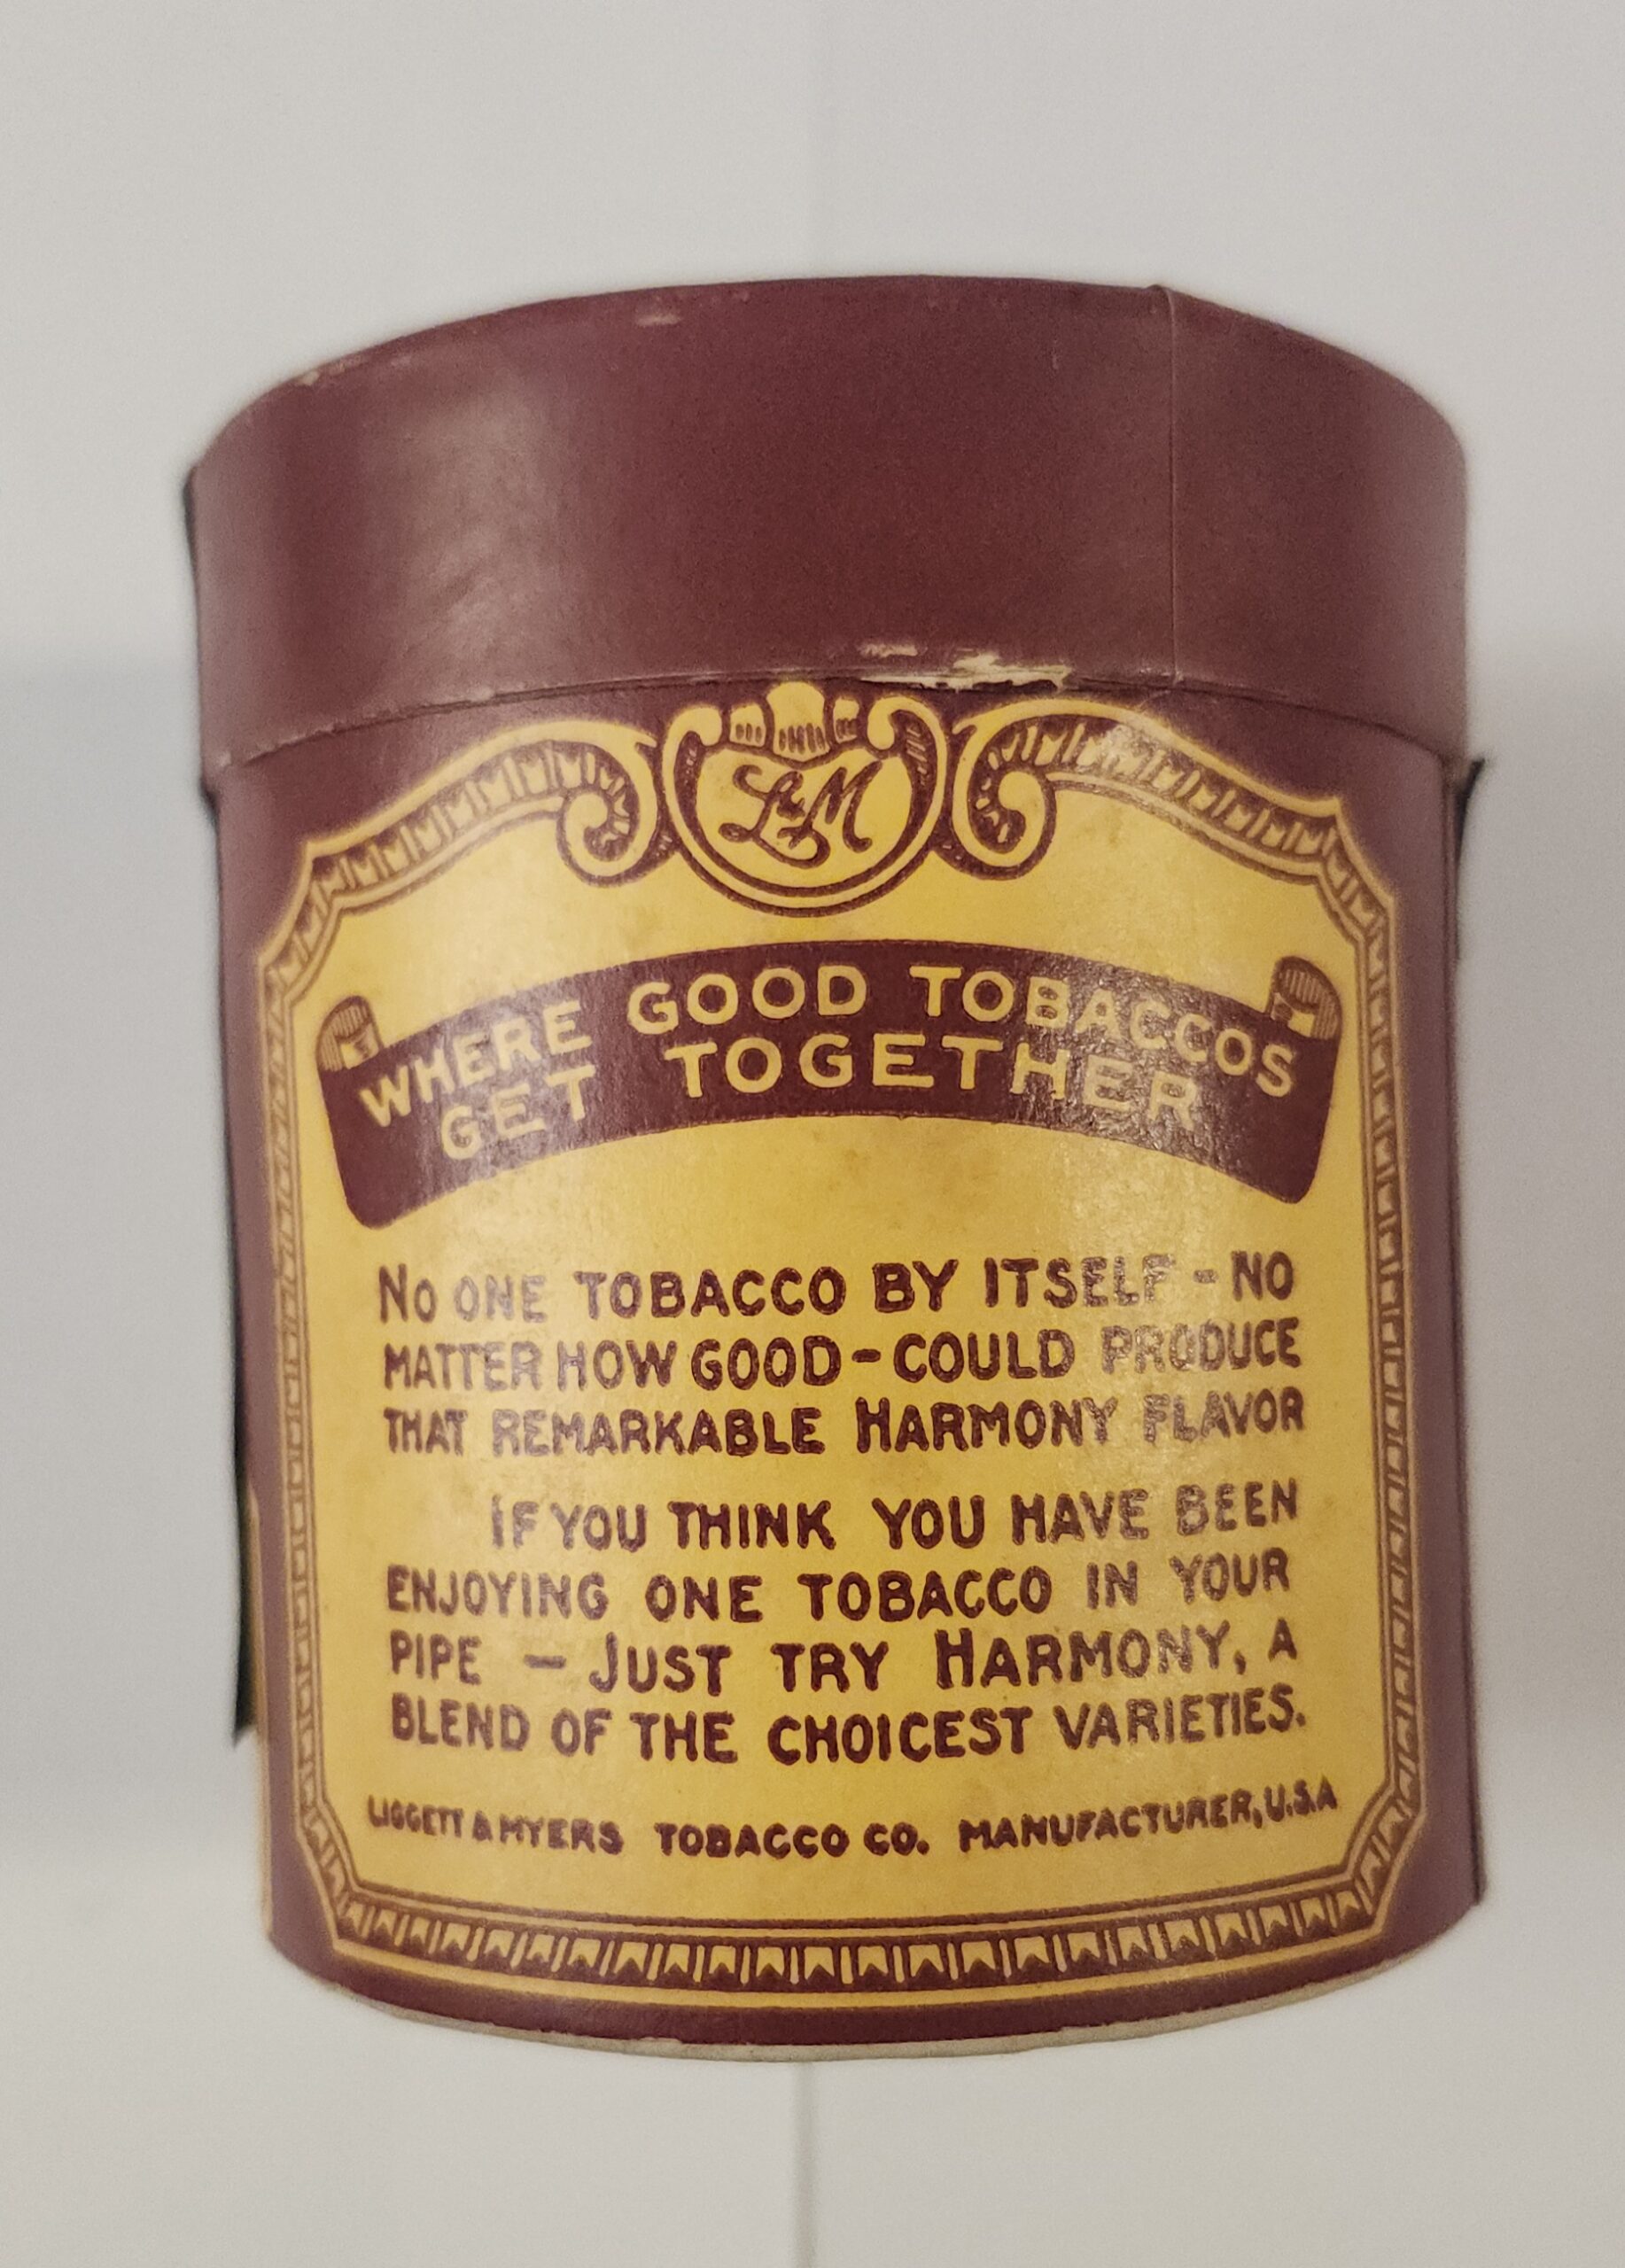 L&M
WHERE GOOD TOBACCOS
GET TOGETHER
NO ONE TOBACCO BY ITSELF - NO
MATTER HOW GOOD - COULD PRODUCE
THAT REMARKABLE HARMONY FLAVOR
IF YOU THINK YOU HAVE BEEN
ENJOYING ONE TOBACCO IN YOUR
PIPE - JUST TRY HARMONY, A
BLEND OF THE CHOICEST VARIETIES.
LIGGETT & MYERS TOBACCO CO. MANUFACTURER, U.S.A